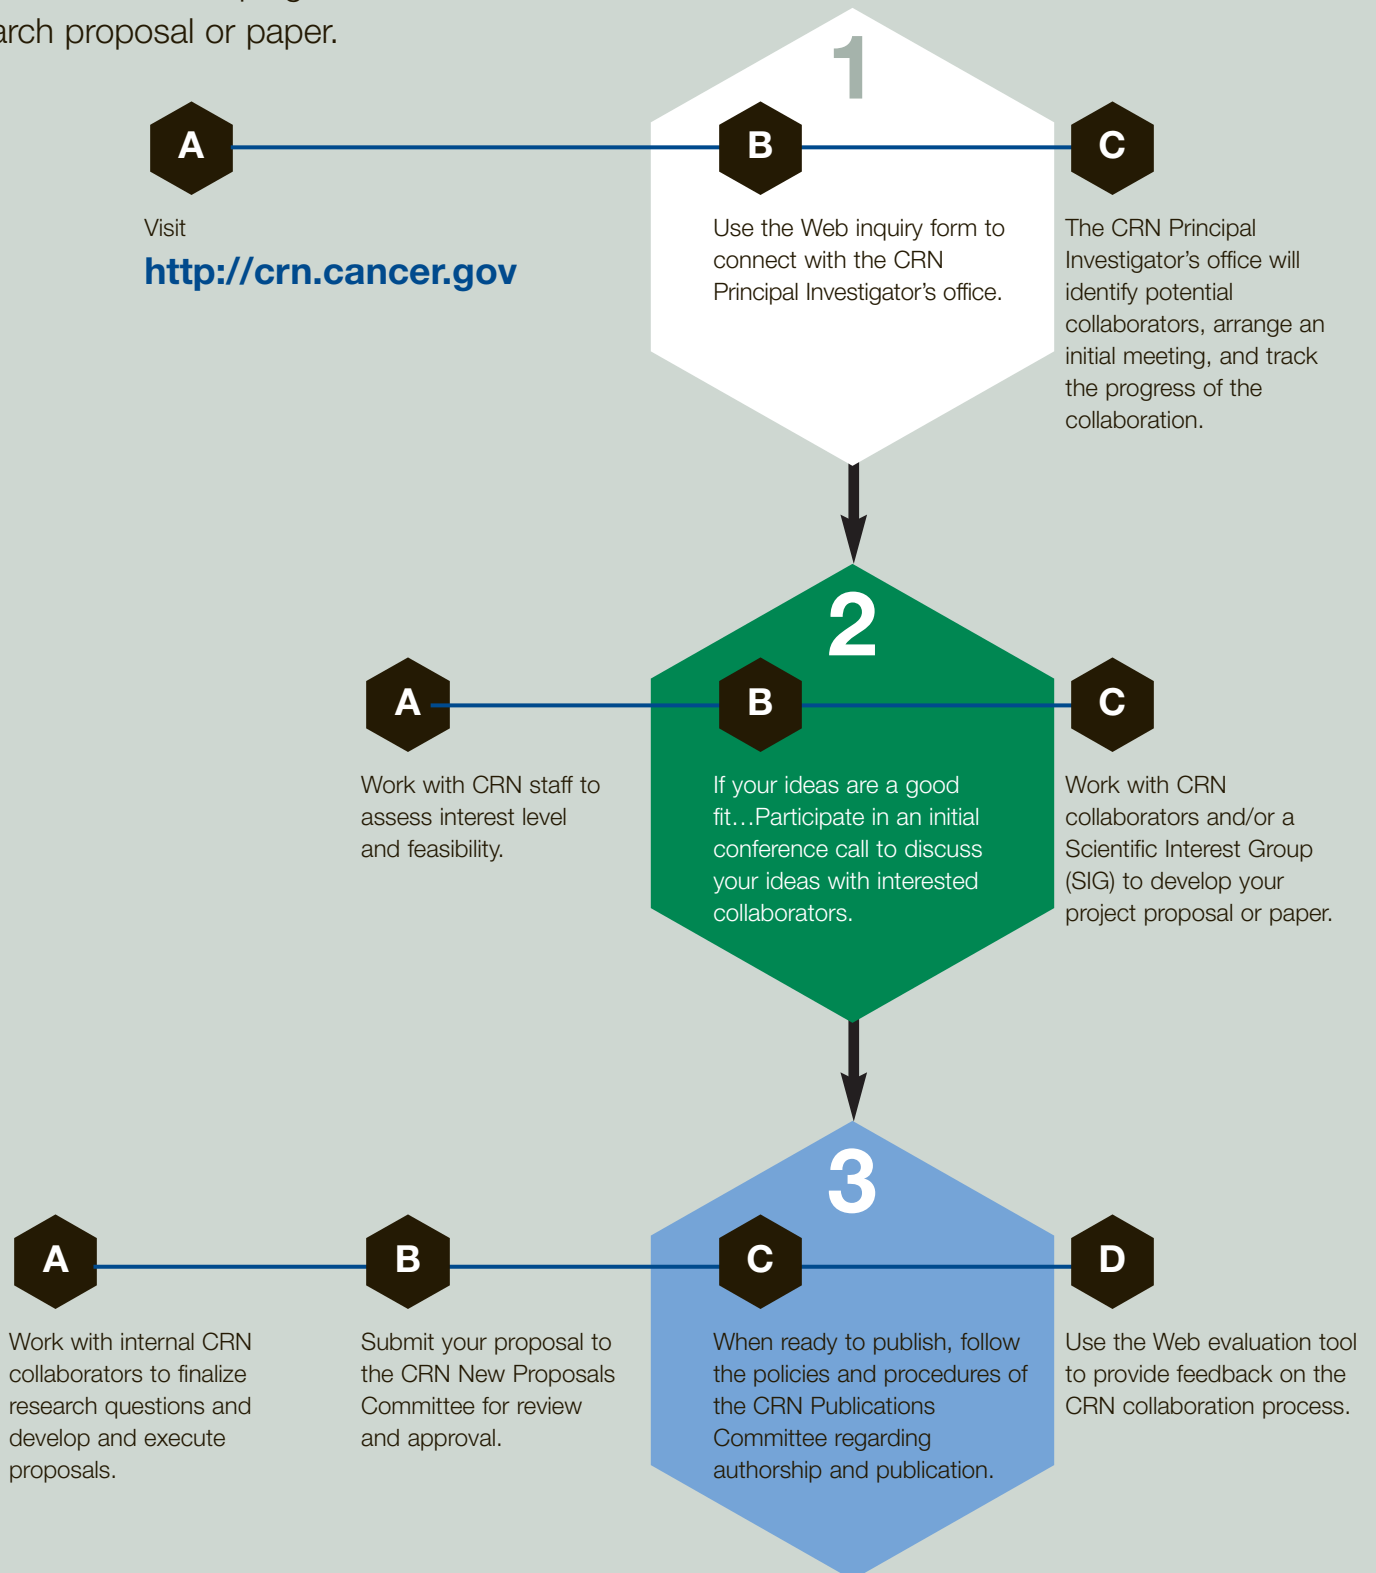 arch proposal or paper.
1
A
B
C
Visit
http://crn.cancer.gov
Use the Web inquiry form to
connect with the CRN
Principal Investigator’s office.
The CRN Principal
Investigator’s office will
identify potential
collaborators, arrange an
initial meeting, and track
the progress of the
collaboration.
2
A
B
C
Work with CRN staff to
assess interest level
and feasibility.
If your ideas are a good
fit…Participate in an initial
conference call to discuss
your ideas with interested
collaborators.
Work with CRN
collaborators and/or a
Scientific Interest Group
(SIG) to develop your
project proposal or paper.
3
A
B
C
D
Work with internal CRN
collaborators to finalize
research questions and
develop and execute
proposals.
Submit your proposal to
the CRN New Proposals
Committee for review
and approval.
When ready to publish, follow
the policies and procedures of
the CRN Publications
Committee regarding
authorship and publication.
Use the Web evaluation tool
to provide feedback on the
CRN collaboration process.